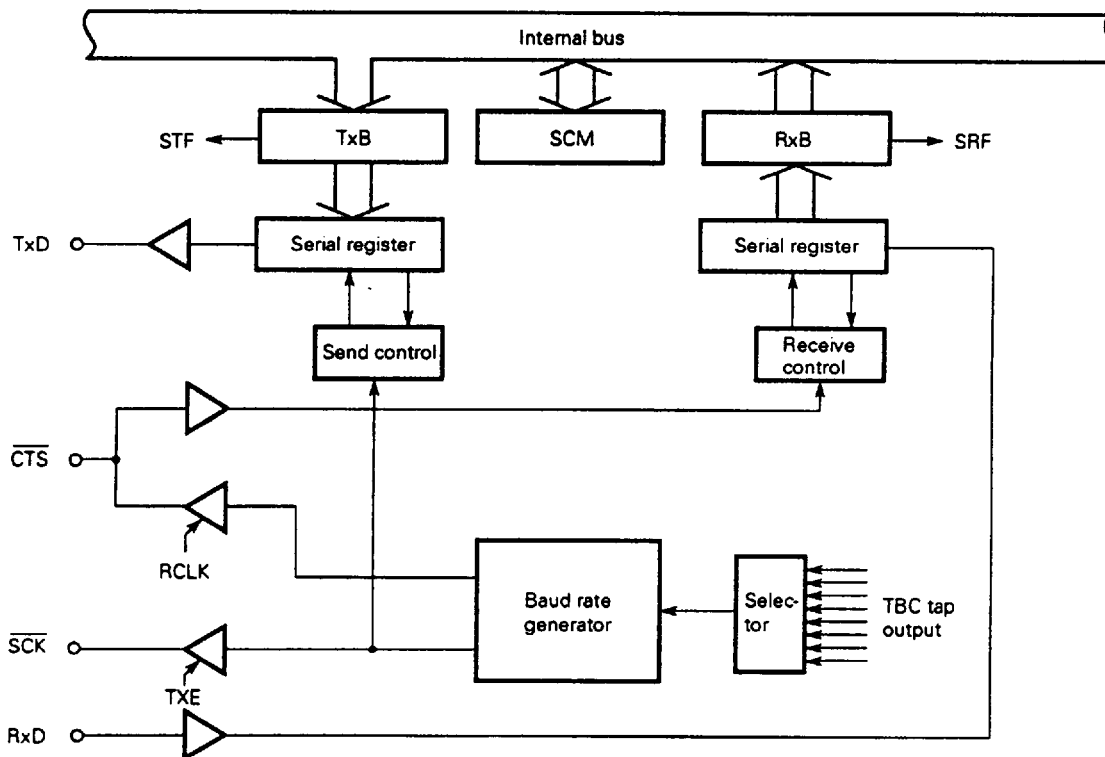 Internal bus
STF
TxB
SCM
RxB
SRF
TxD
Serial register
Serial register
Send control
Receive
control
CTS
RCLK
Baud rate
generator
Selec-
tor
TBC tap
output
SCK
TXE
RxD